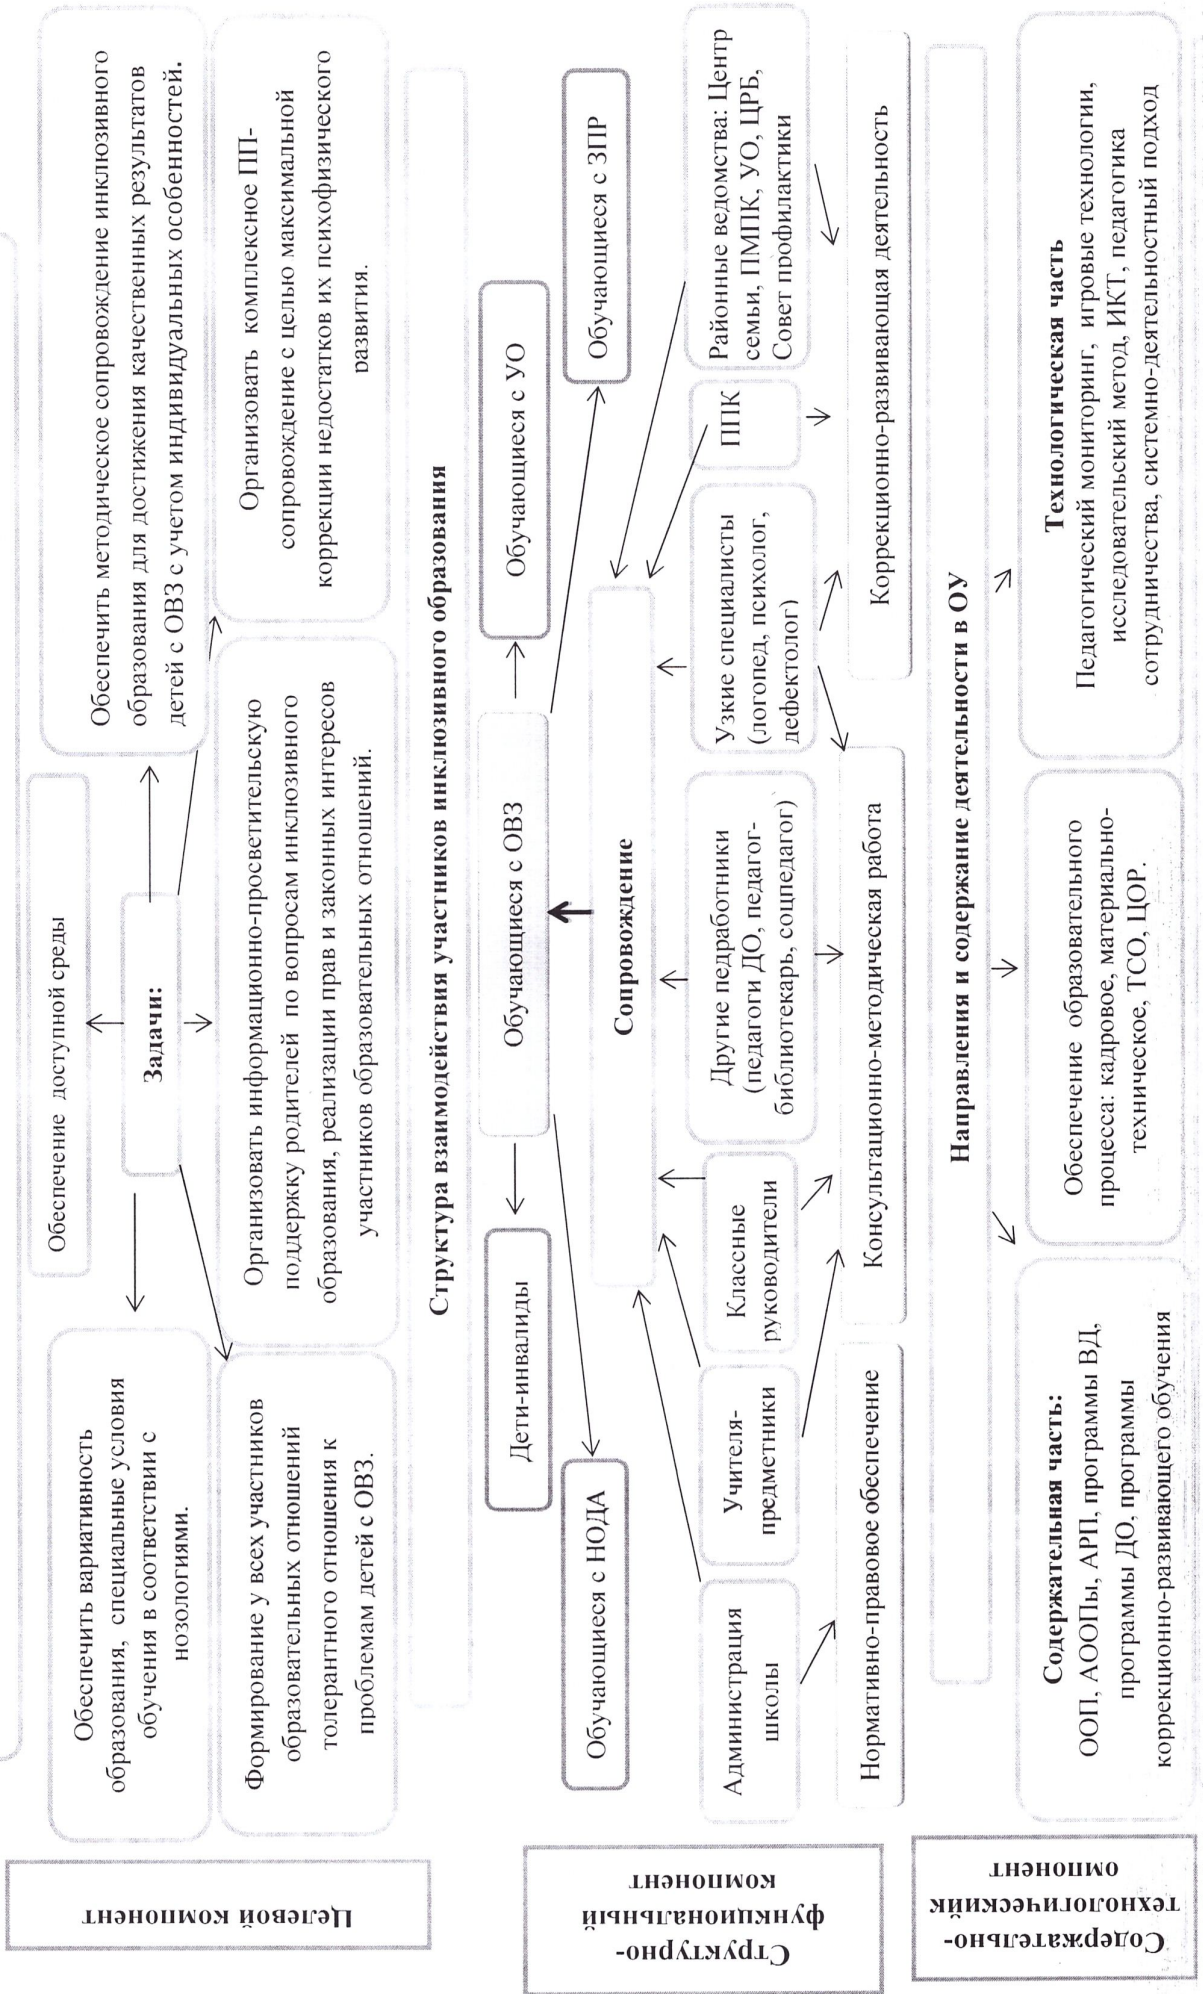 Целевой компонент
Обеспечение доступной среды
Задачи:
Обеспечить вариативность
образования, специальные условия
обучения в соответствии с
нозологиями.
Обеспечить методическое сопровождение инклюзивного
образования для достижения качественных результатов
детей с ОВЗ с учетом индивидуальных особенностей.
Формирование у всех участников
образовательных отношений
толерантного отношения к
проблемам детей с ОВЗ.
Организовать информационно-просветительскую
поддержку родителей по вопросам инклюзивного
образования, реализации прав и законных интересов
участников образовательных отношений.
Организовать комплексное ПП-
сопровождение с целью максимальной
коррекции недостатков их психофизического
развития.
Структурно-
функциональный
компонент
Структура взаимодействия участников инклюзивного образования
Дети-инвалиды
Обучающиеся с ОВЗ
Обучающиеся с УО
Обучающиеся с НОДА
Обучающиеся с ЗПР
Сопровождение
Администрация
школы
Учителя-
предметники
Классные
руководители
Другие педработники
(педагоги ДО, педагог-
библиотекарь, соцпедагог)
Узкие специалисты
(логопед, психолог,
дефектолог)
ППК
Районные ведомства: Центр
семьи, ПМПК, УО, ЦРБ,
Совет профилактики
Нормативно-правовое обеспечение
Консультационно-методическая работа
Коррекционно-развивающая деятельность
Содержательно-
технологическийк
омпонент
Направления и содержание деятельности в ОУ
Содержательная часть:
ООП, АООПы, АРП, программы ВД,
программы ДО, программы
коррекционно-развивающего обучения
Обеспечение образовательного
процесса: кадровое, материально-
техническое, ТСО, ЦОР.
Технологическая часть
Педагогический мониторинг, игровые технологии,
исследовательский метод, ИКТ, педагогика
сотрудничества, системно-деятельностный подход